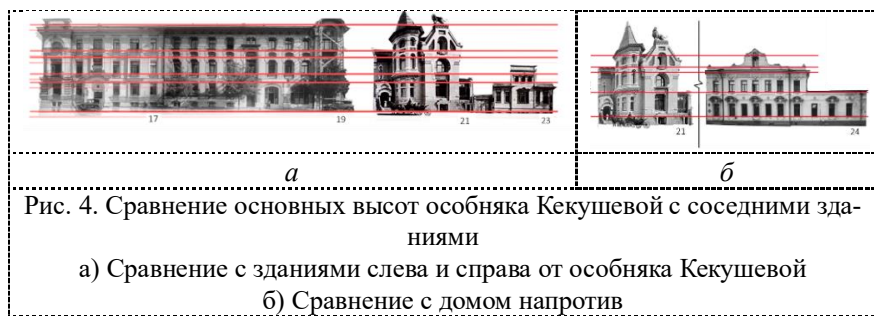 17 19 21 23
21 24
а б
Рис. 4. Сравнение основных высот особняка Кекушевой с соседними зда-
ниями
а) Сравнение с зданиями слева и справа от особняка Кекушевой
б) Сравнение с домом напротив